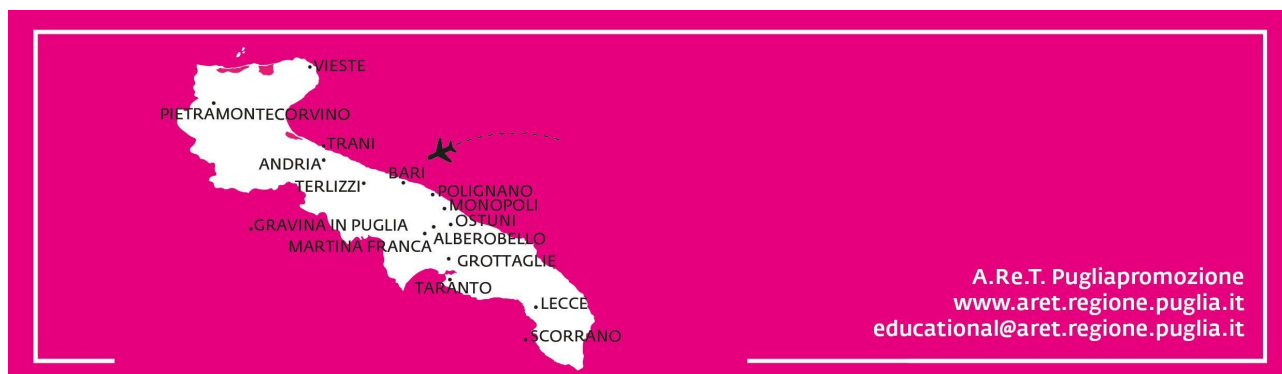 VIESTE
PIETRAMONTECORVINO
TRANI
ANDRIA
BARI
TERLIZZI
POLIGNANO
MONOPOLI
OSTUNI
GRAVINA IN PUGLIA
ALBEROBELLO
MARTINA FRANCA
GROTTAGLIE
TARANTO
LECCE
SCORRANO
A.Re.T. Pugliapromozione
www.aret.regione.puglia.it
educational@aret.regione.puglia.it